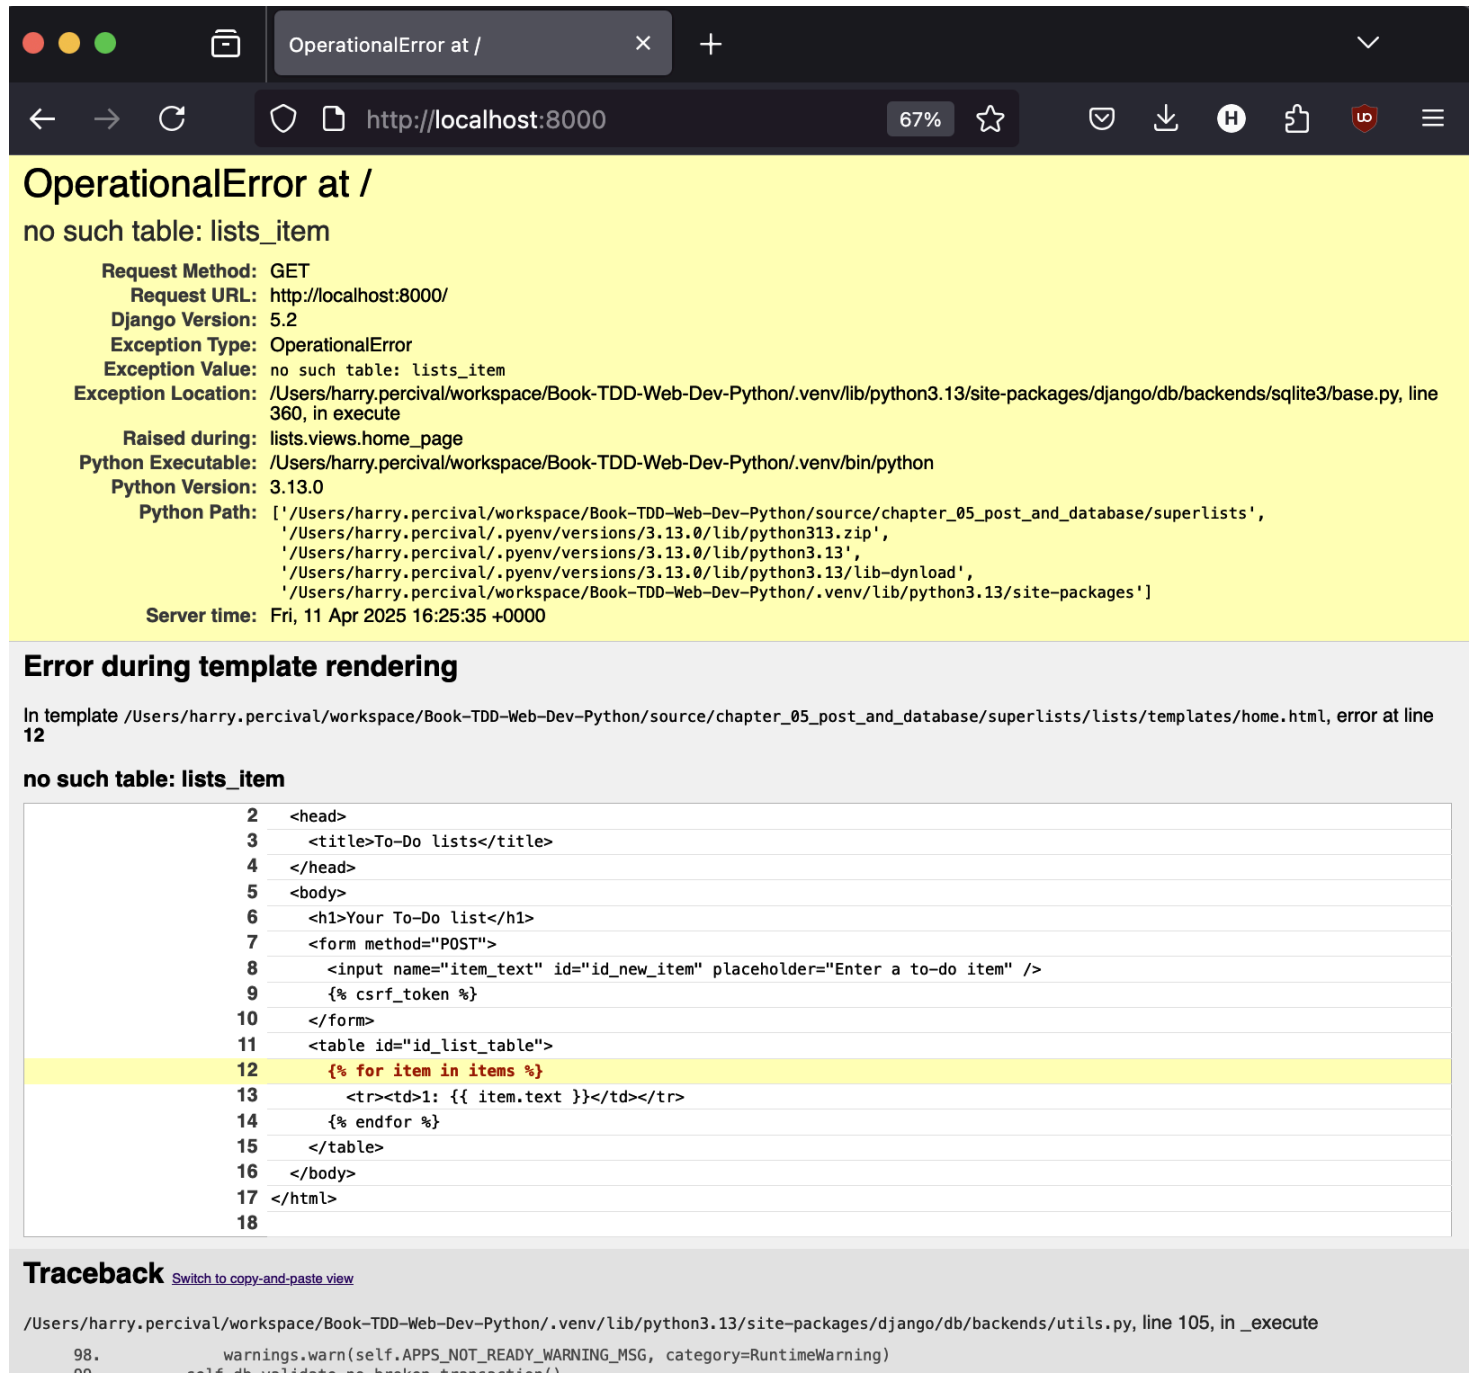 OperationalError at /
http://localhost:8000
67%
OperationalError at /
no such table: lists_item
Request Method: GET
Request URL: http://localhost:8000/
Django Version: 5.2
Exception Type: OperationalError
Exception Value: no such table: lists_item
Exception Location: /Users/harry.percival/workspace/Book-TDD-Web-Dev-Python/.venv/lib/python3.13/site-packages/django/db/backends/sqlite3/base.py, line
360, in execute
Raised during: lists.views.home_page
Python Executable: /Users/harry.percival/workspace/Book-TDD-Web-Dev-Python/.venv/bin/python
Python Version: 3.13.0
Python Path: ['/Users/harry.percival/workspace/Book-TDD-Web-Dev-Python/source/chapter_05_post_and_database/superlists',
'/Users/harry.percival/.pyenv/versions/3.13.0/lib/python313.zip',
'/Users/harry.percival/.pyenv/versions/3.13.0/lib/python3.13',
'/Users/harry.percival/.pyenv/versions/3.13.0/lib/python3.13/lib-dynload',
'/Users/harry.percival/workspace/Book-TDD-Web-Dev-Python/.venv/lib/python3.13/site-packages']
Server time: Fri, 11 Apr 2025 16:25:35 +0000
Error during template rendering
In template /Users/harry.percival/workspace/Book-TDD-Web-Dev-Python/source/chapter_05_post_and_database/superlists/lists/templates/home.html, error at line
12
no such table: lists_item
2 <head>
3 <title>To-Do lists</title>
4 </head>
5 <body>
6 <h1>Your To-Do list</h1>
7 <form method="POST">
8 <input name="item_text" id="id_new_item" placeholder="Enter a to-do item" />
9 {% csrf_token %}
10 </form>
11 <table id="id_list_table">
12 {% for item in items %}
13 <tr><td>1: {{ item.text }}</td></tr>
14 {% endfor %}
15 </table>
16 </body>
17 </html>
18
Traceback Switch to copy-and-paste view
/Users/harry.percival/workspace/Book-TDD-Web-Dev-Python/.venv/lib/python3.13/site-packages/django/db/backends/utils.py, line 105, in _execute
98. warnings.warn(self.APPS_NOT_READY_WARNING_MSG, category=RuntimeWarning)